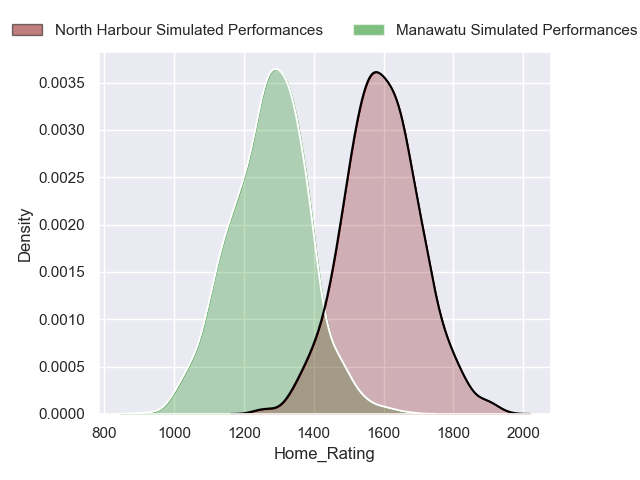 North Harbour Simulated Performances
Manawatu Simulated Performances
0.0035
0.0030
0.0025
0.0020
0.0015
0.0010
0.0005
0.0000
Density
800 1000 1200 1400 1600 1800 2000
Home_Rating